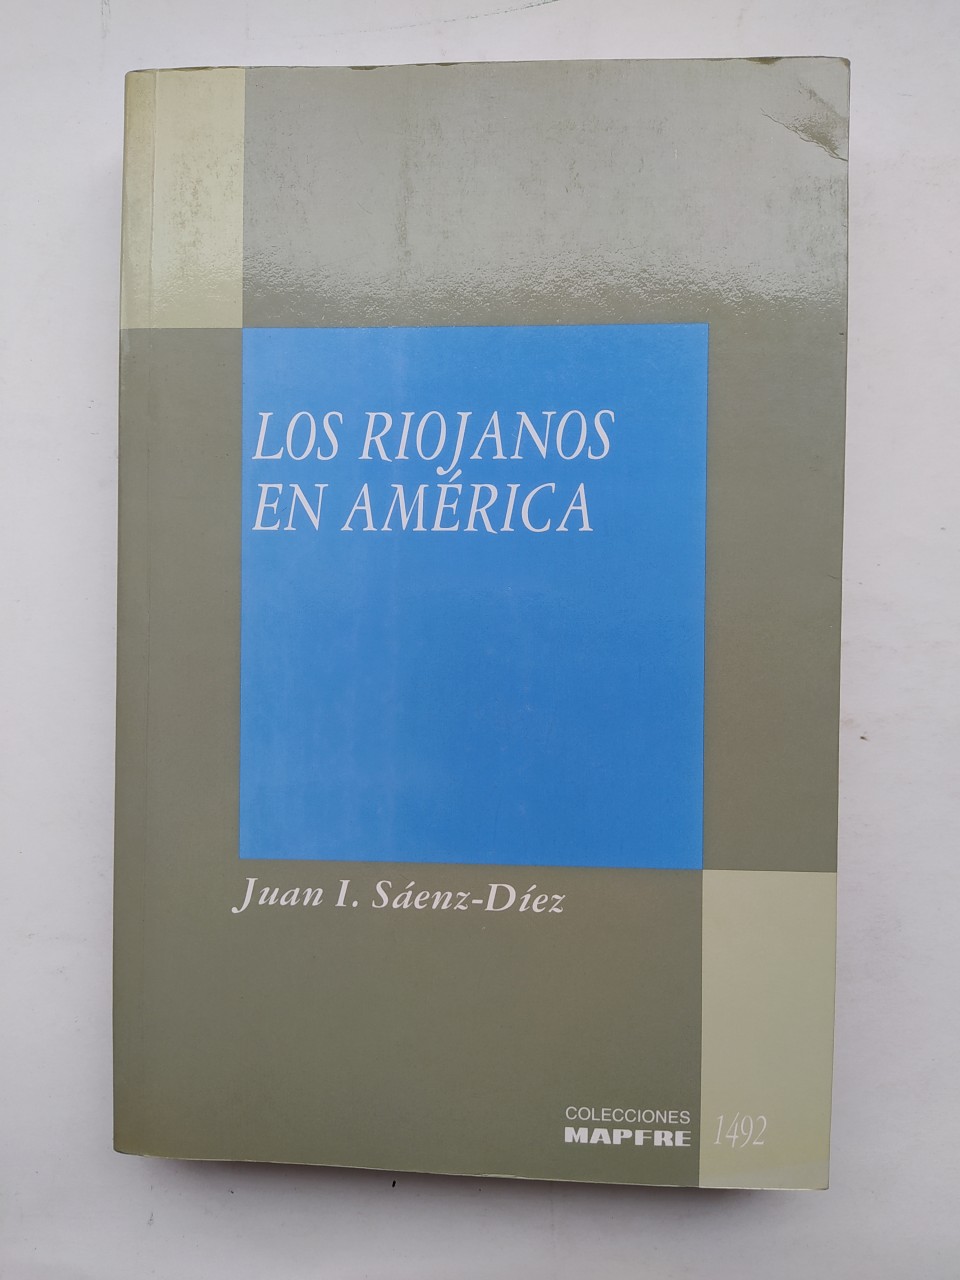 LOS RIOJANOS
EN AMÉRICA
Juan I. Sáenz-Díez
COLECCIONES
MAPFRE
1492